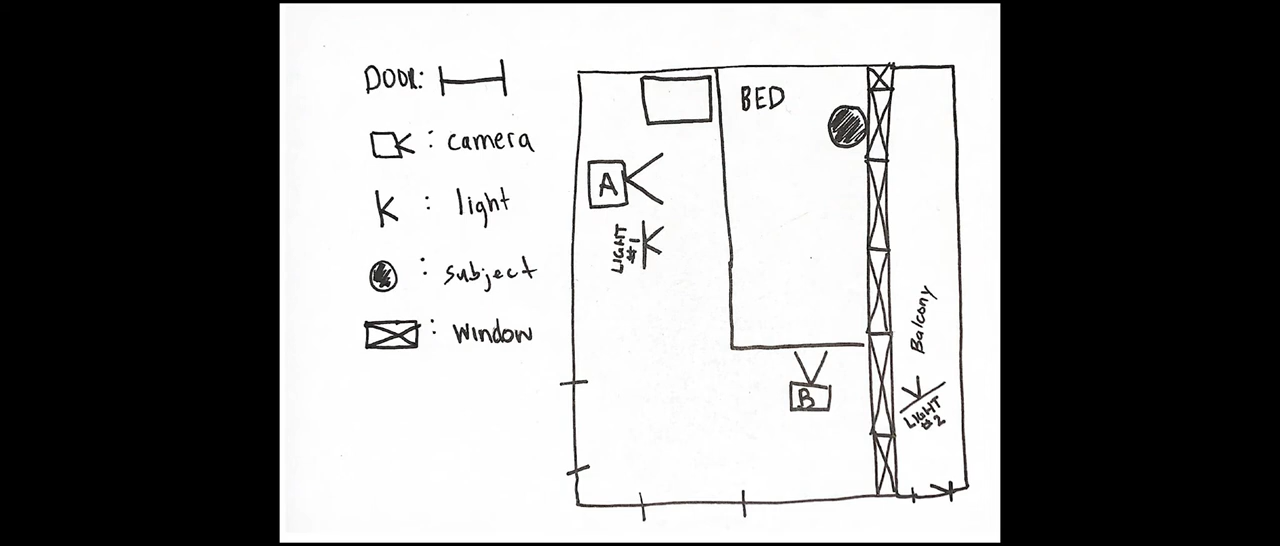 DOOR:
: camera
: light
: subject
: window
BED
A
LIGHT
#1
B
Balcony
LIGHT
#2